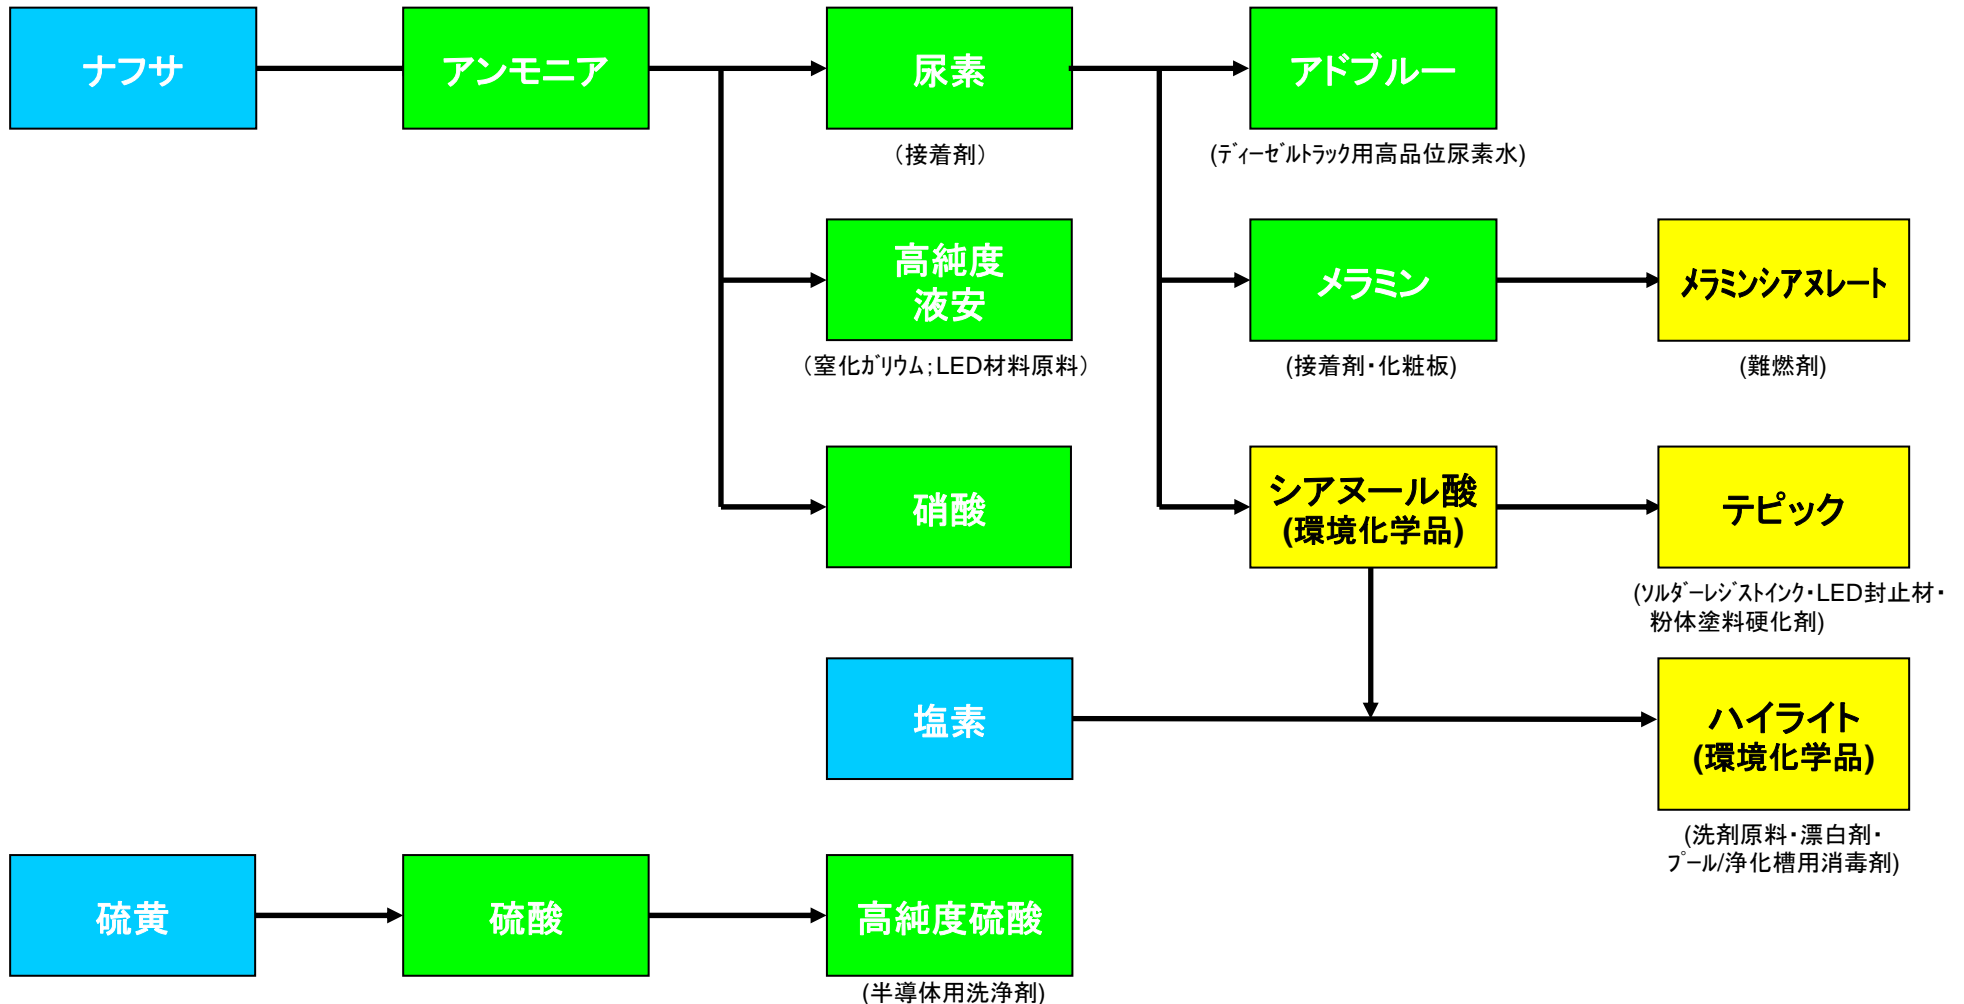 ナフサ
アンモニア
尿素
アドブルー
(接着剤)
(ディーゼルトラック用高品位尿素水)
高純度
液安
メラミン
メラミンシアヌレート
(窒化ガリウム;LED材料原料)
(接着剤・化粧板)
(難燃剤)
硝酸
シアヌール酸
(環境化学品)
テピック
(ソルダーレジストインク・LED封止材・
粉体塗料硬化剤)
塩素
ハイライト
(環境化学品)
(洗剤原料・漂白剤・
プール/浄化槽用消毒剤)
硫黄
硫酸
高純度硫酸
(半導体用洗浄剤)